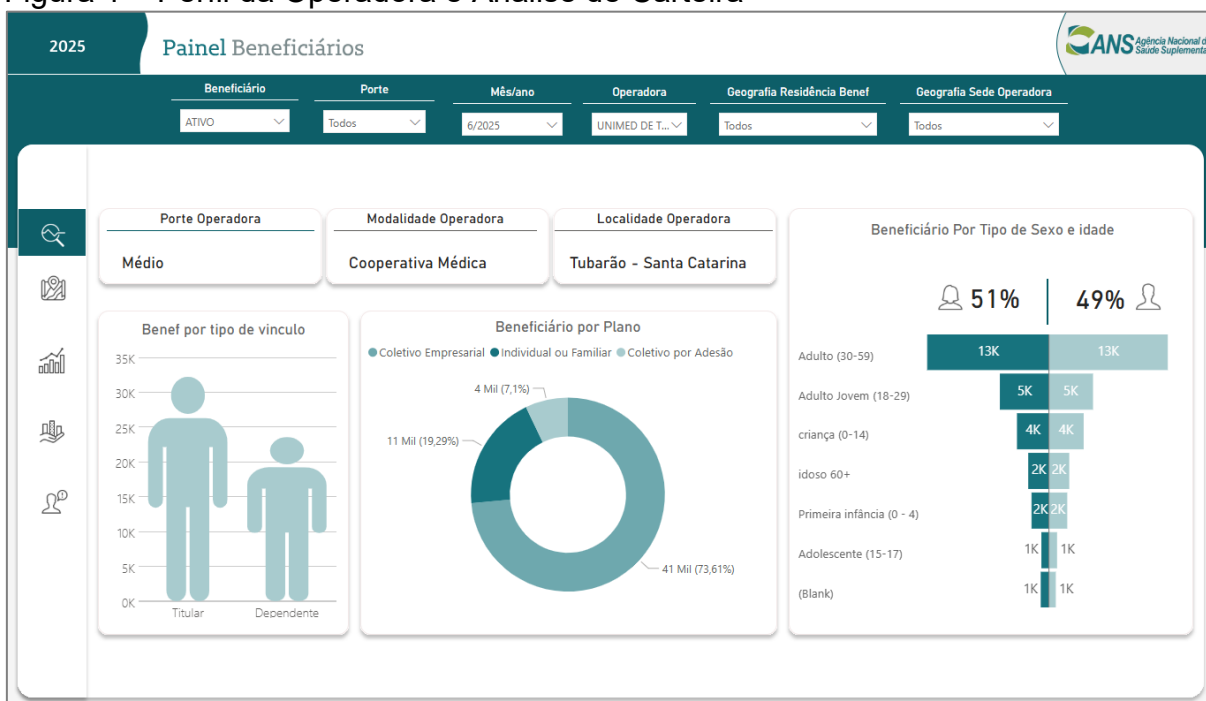 2025
Painel Beneficiários
ANS Agência Nacional d
Saúde Suplementa
Beneficiário
Porte
Mês/ano
Operadora
Geografia Residência Benef
Geografia Sede Operadora
ATIVO
Todos
6/2025
UNIMED DE T...
Todos
Todos
Porte Operadora
Médio
Modalidade Operadora
Cooperativa Médica
Localidade Operadora
Tubarão - Santa Catarina
Benef por tipo de vinculo
35K
30K
25K
20K
15K
10K
5K
0K
Titular
Dependente
Beneficiário por Plano
Coletivo Empresarial Individual ou Familiar Coletivo por Adesão
4 Mil (7,1%)
11 Mil (19,29%)
41 Mil (73,61%)
Beneficiário Por Tipo de Sexo e idade
51% 49%
Adulto (30-59) 13K 13K
Adulto Jovem (18-29) 5K 5K
criança (0-14) 4K 4K
idoso 60+ 2K 2K
Primeira infância (0 - 4) 2K 2K
Adolescente (15-17) 1K 1K
(Blank) 1K 1K